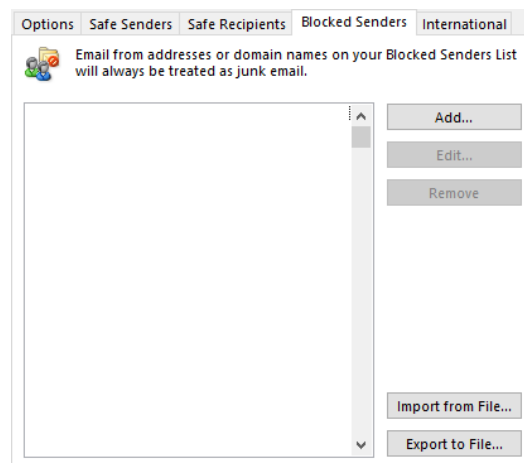 Options Safe Senders Safe Recipients Blocked Senders International
Email from addresses or domain names on your Blocked Senders List
will always be treated as junk email.
Add...
Edit...
Remove
Import from File...
Export to File...